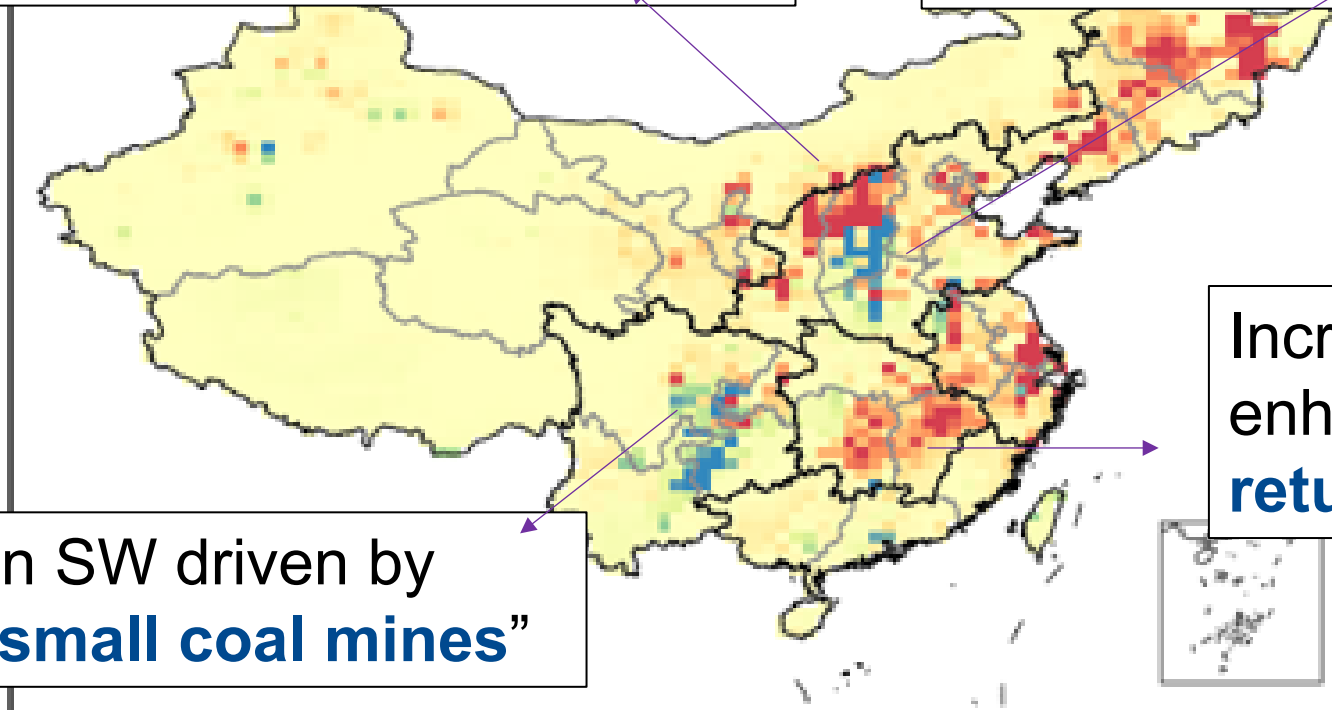 Incr
enh
retu
n SW driven by
small coal mines”